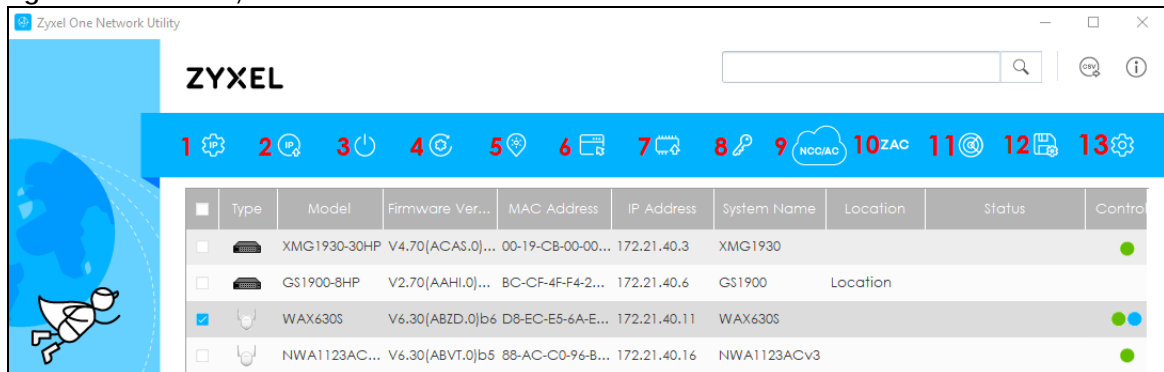 Zyxel One Network Utility
ZYXEL
CSV
1 IP 2 IP 3 4 5 6 7 8 9 NCC/AC 10 ZAC 11 12 13
Type Model Firmware Ver... MAC Address IP Address System Name Location Status Control
XMG1930-30HP V4.70(ACAS.0)... 00-19-CB-00-00... 172.21.40.3 XMG1930
GS1900-8HP V2.70(AAHI.0)... BC-CF-4F-F4-2... 172.21.40.6 GS1900 Location
WAX630S V6.30(ABZD.0)b6 D8-EC-E5-6A-E... 172.21.40.11 WAX630S
NWA1123AC... V6.30(ABVT.0)b5 88-AC-C0-96-B... 172.21.40.16 NWA1123ACv3